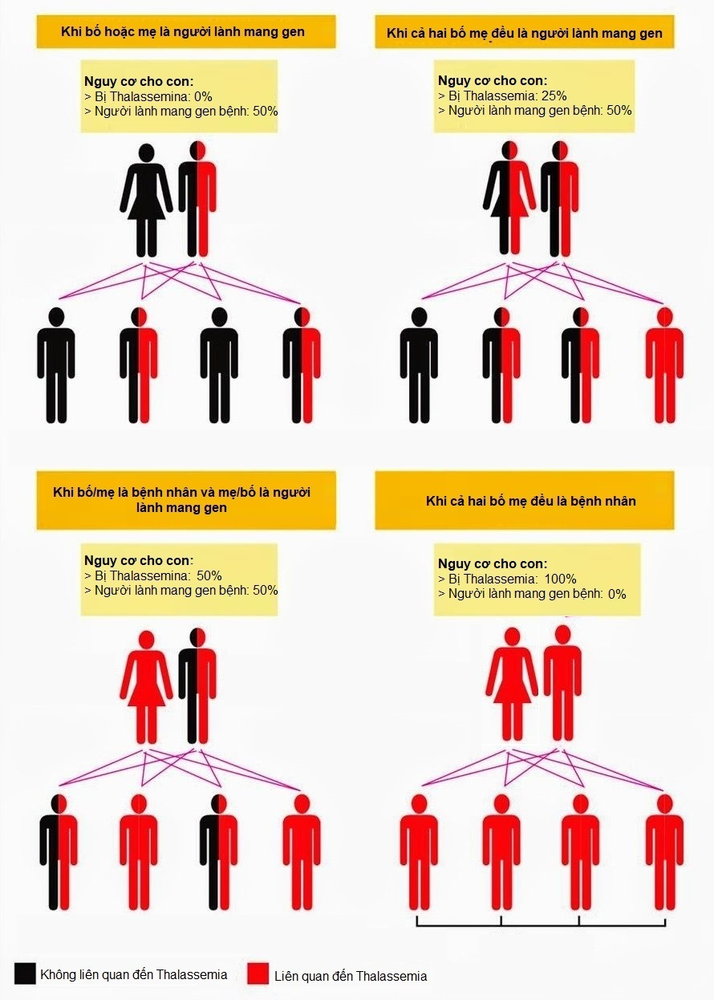 Khi bố hoặc mẹ là người lành mang gen
Nguy cơ cho con:
> Bị Thalassemina: 0%
> Người lành mang gen bệnh: 50%
Khi cả hai bố mẹ đều là người lành mang gen
Nguy cơ cho con:
> Bị Thalassemia: 25%
> Người lành mang gen bệnh: 50%
Khi bố/mẹ là bệnh nhân và mẹ/bố là người
lành mang gen
Nguy cơ cho con:
> Bị Thalassemina: 50%
> Người lành mang gen bệnh: 50%
Khi cả hai bố mẹ đều là bệnh nhân
Nguy cơ cho con:
> Bị Thalassemia: 100%
> Người lành mang gen bệnh: 0%
Không liên quan đến Thalassemia
Liên quan đến Thalassemia